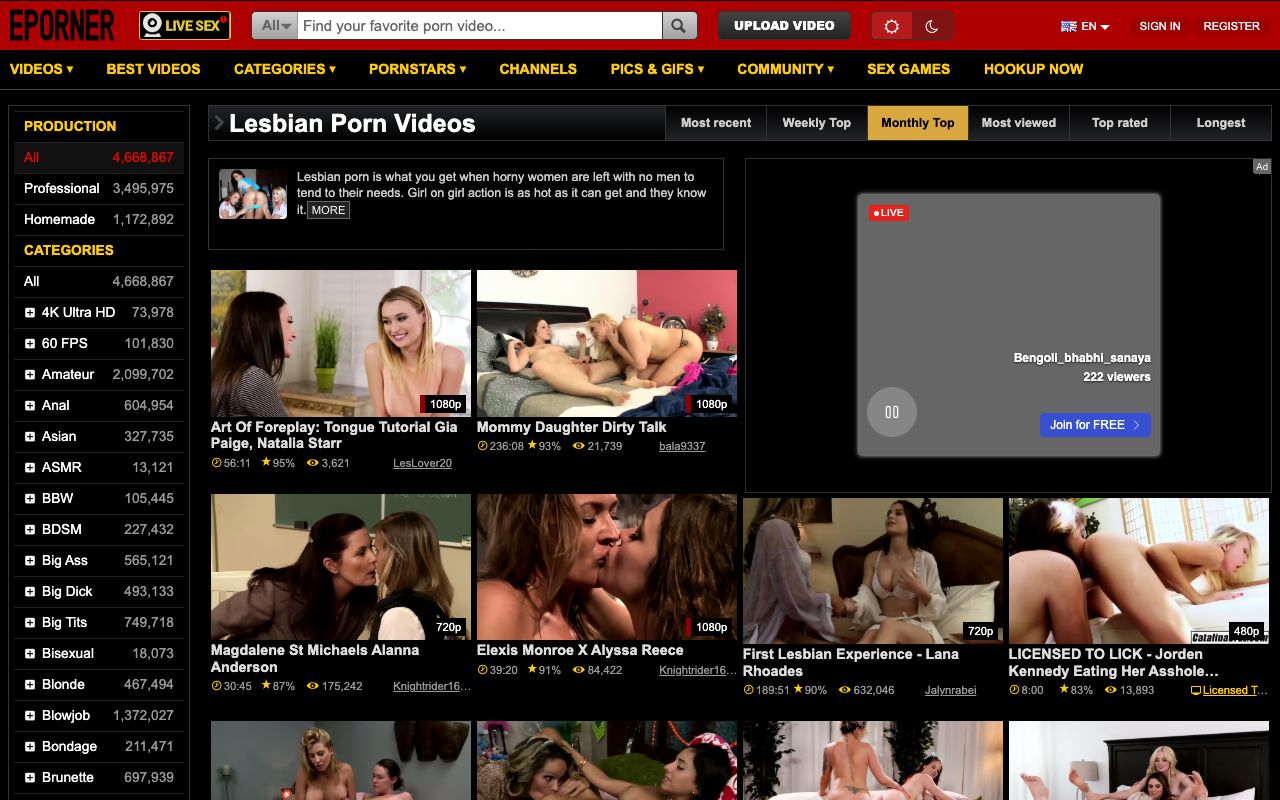 EPORNER
LIVE SEX
All
Find your favorite porn video...
UPLOAD VIDEO
EN
SIGN IN
REGISTER
VIDEOS
BEST VIDEOS
CATEGORIES
PORNSTARS
CHANNELS
PICS & GIFS
COMMUNITY
SEX GAMES
HOOKUP NOW
PRODUCTION
All 4,668,867
Professional 3,495,975
Homemade 1,172,892
CATEGORIES
All 4,668,867
4K Ultra HD 73,978
60 FPS 101,830
Amateur 2,099,702
Anal 604,954
Asian 327,735
ASMR 13,121
BBW 105,445
BDSM 227,432
Big Ass 565,121
Big Dick 493,133
Big Tits 749,718
Bisexual 18,073
Blonde 467,494
Blowjob 1,372,027
Bondage 211,471
Brunette 697,939
Lesbian Porn Videos
Most recent
Weekly Top
Monthly Top
Most viewed
Top rated
Longest
Lesbian porn is what you get when horny women are left with no men to
tend to their needs. Girl on girl action is as hot as it can get and they know
it. MORE
Ad
LIVE
Bengoli_bhabhi_sanaya
222 viewers
Join for FREE
1080p
Art Of Foreplay: Tongue Tutorial Gia
Paige, Natalia Starr
56:11 95% 3,621 LesLover20
1080p
Mommy Daughter Dirty Talk
236:08 93% 21,739 bala9337
720p
Magdalene St Michaels Alanna
Anderson
30:45 87% 175,242 Knightrider16...
1080p
Elexis Monroe X Alyssa Reece
39:20 91% 84,422 Knightrider16...
720p
First Lesbian Experience - Lana
Rhoades
189:51 90% 632,046 Jalynrabei
480p
LICENSED TO LICK - Jorden
Kennedy Eating Her Asshole...
8:00 83% 13,893 Licensed T...